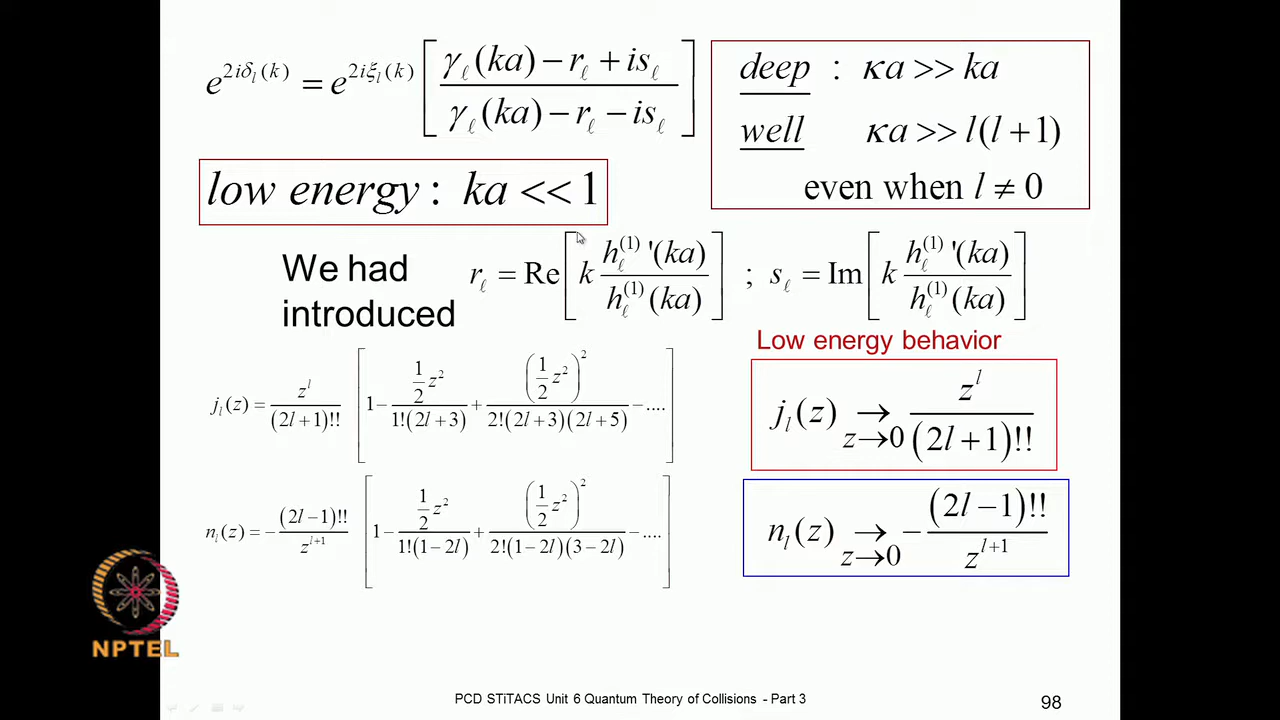 e^{2iδ_l(k)} = e^{2iξ_l(k)} [ (γ_ℓ(ka) − r_ℓ + is_ℓ) / (γ_ℓ(ka) − r_ℓ − is_ℓ) ]
deep : κa >> ka
well κa >> l(l+1)
even when l ≠ 0
low energy : ka << 1
We had
introduced
r_ℓ = Re[ k h_ℓ^{(1)}'(ka) / h_ℓ^{(1)}(ka) ] ; s_ℓ = Im[ k h_ℓ^{(1)}'(ka) / h_ℓ^{(1)}(ka) ]
Low energy behavior
j_l(z) = z^l / (2l+1)!! [ 1 − (1/2 z^2) / (1!(2l+3)) + (1/2 z^2)^2 / (2!(2l+3)(2l+5)) − .... ]
j_l(z) →_{z→0} z^l / (2l+1)!!
n_l(z) = − (2l−1)!! / z^{l+1} [ 1 − (1/2 z^2) / (1!(1−2l)) + (1/2 z^2)^2 / (2!(1−2l)(3−2l)) − .... ]
n_l(z) →_{z→0} − (2l−1)!! / z^{l+1}
NPTEL
PCD STiTACS Unit 6 Quantum Theory of Collisions - Part 3
98